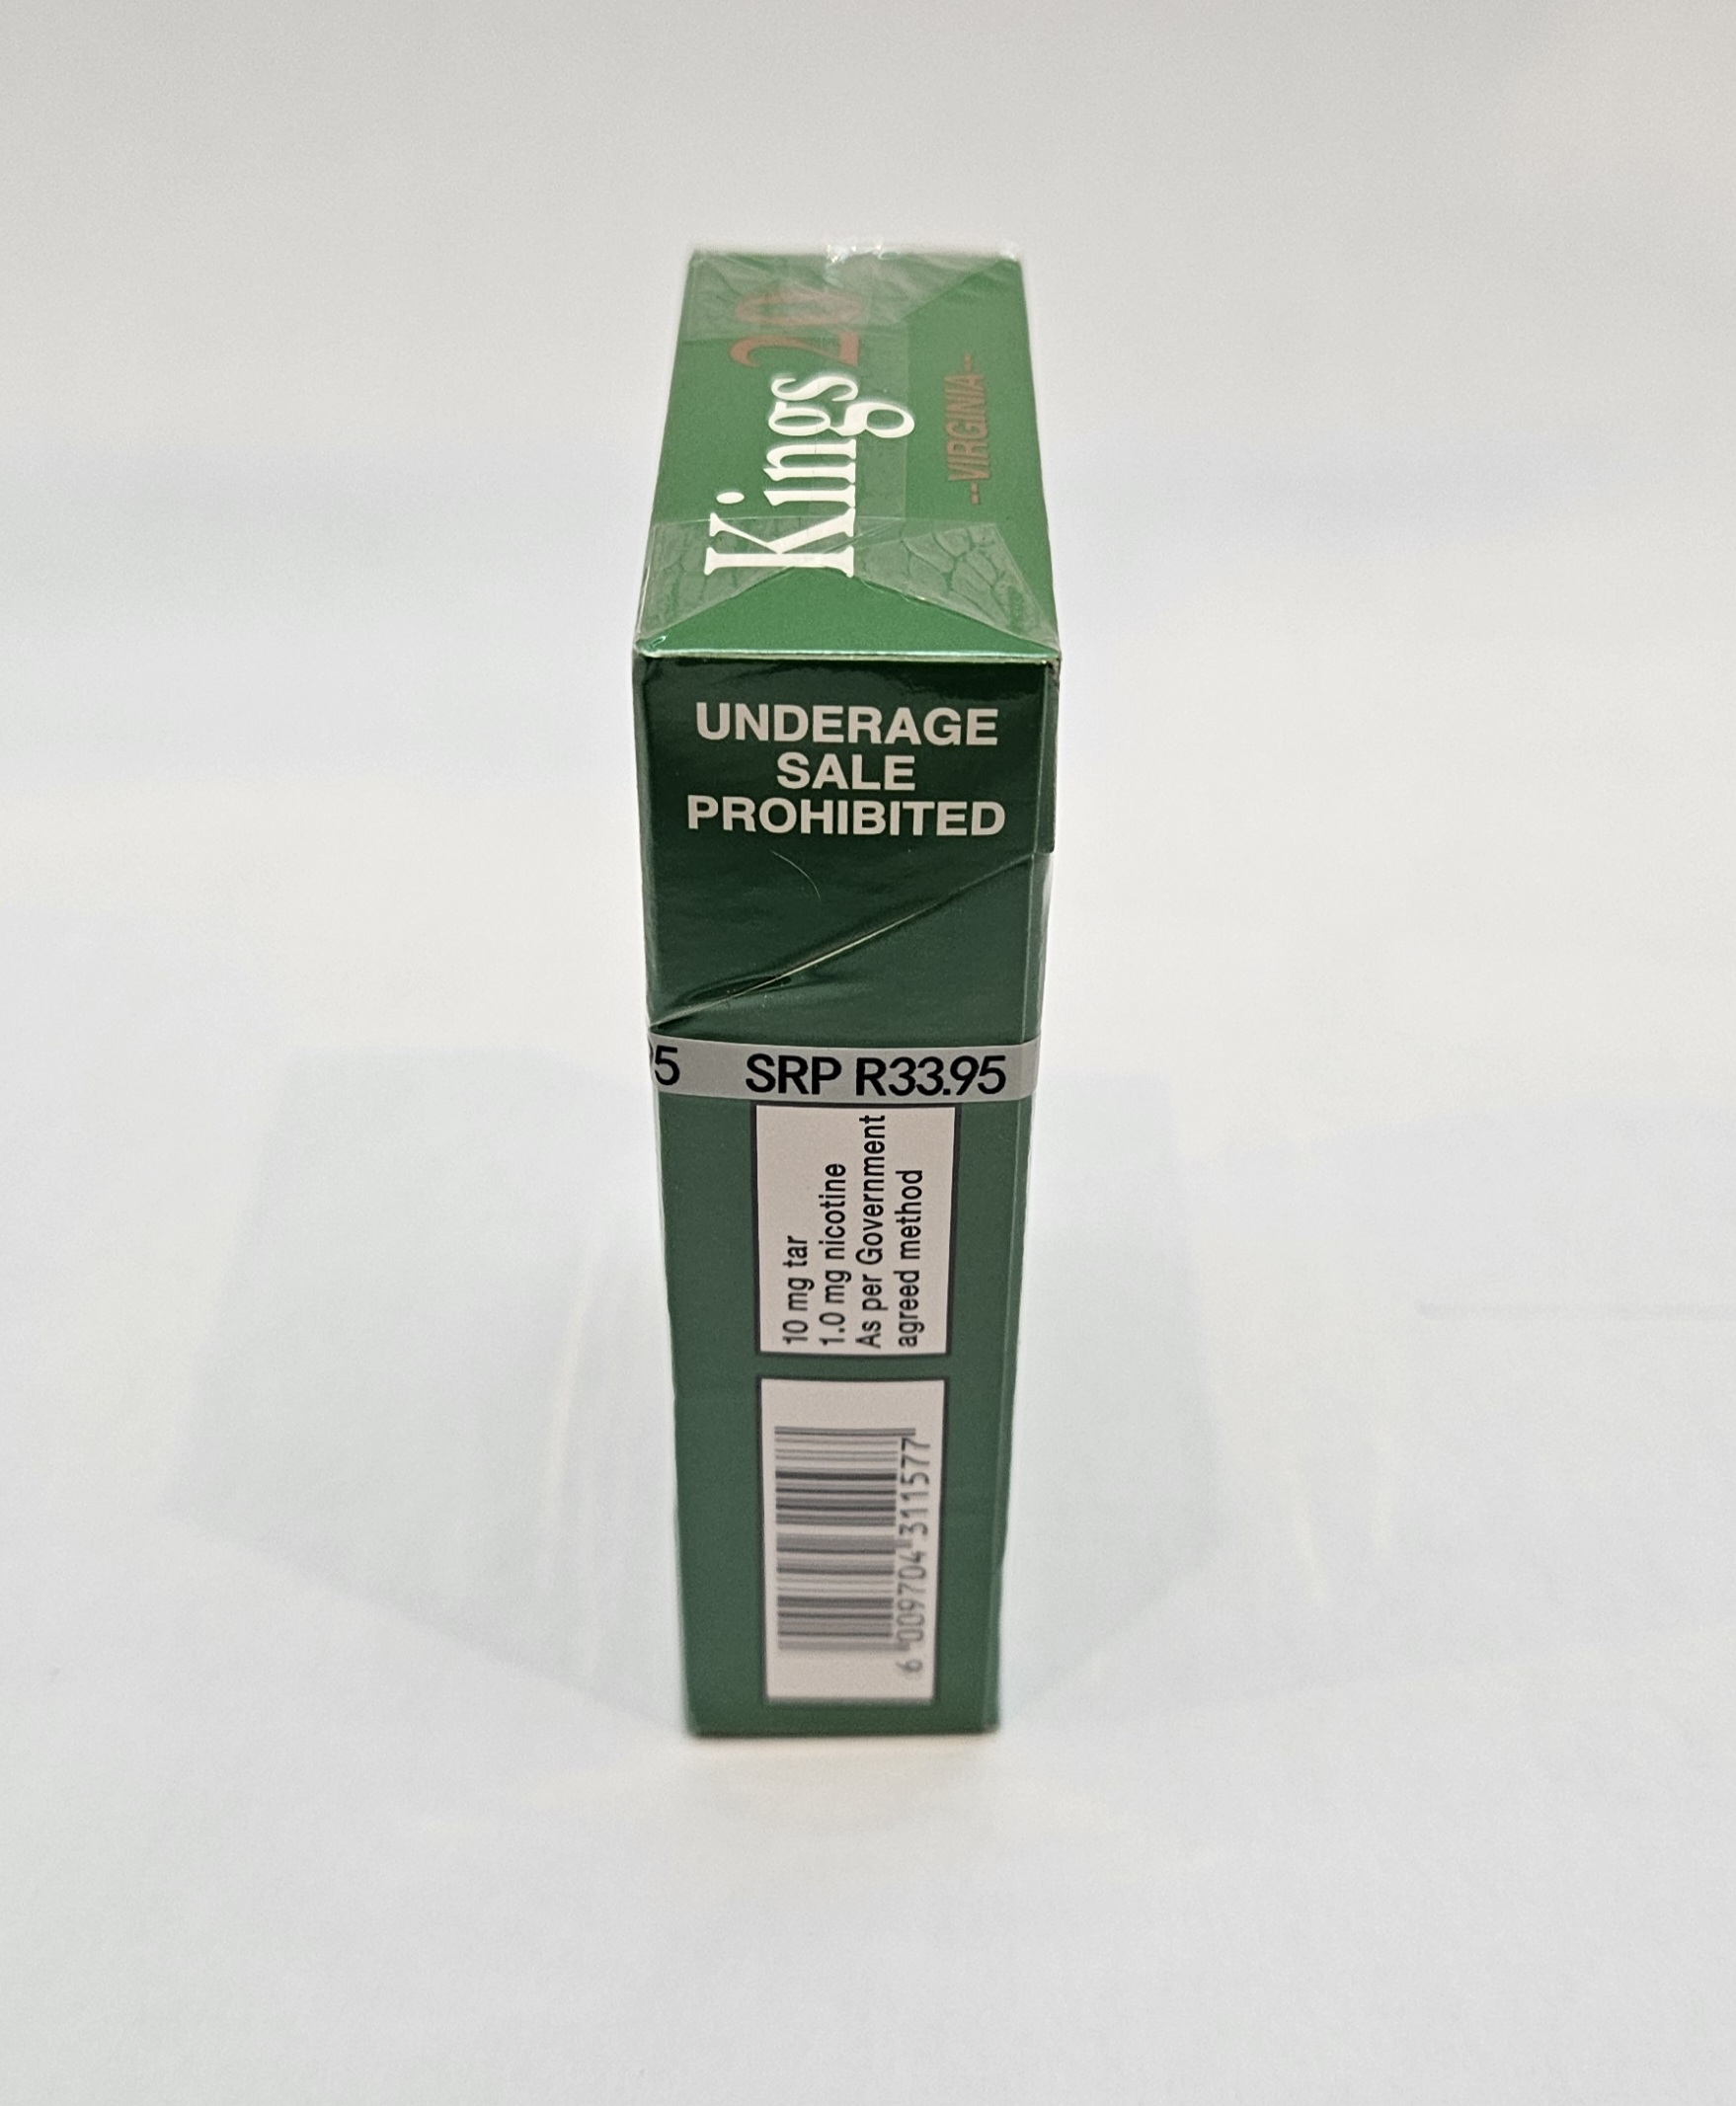 Kings 20
--VIRGINIA--
UNDERAGE
SALE
PROHIBITED
95 SRP R33.95
10 mg tar
1.0 mg nicotine
As per Government
agreed method
6 009704 311577